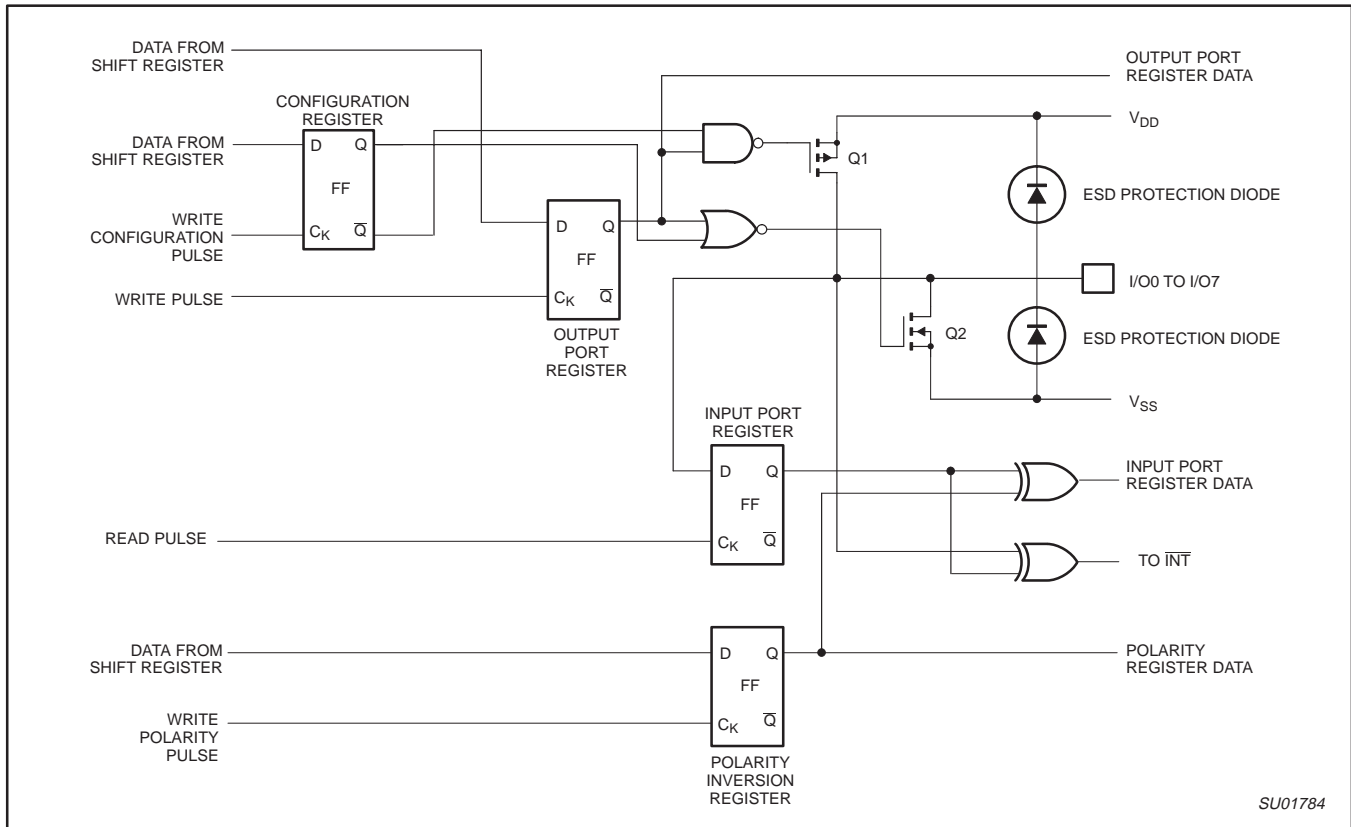 DATA FROM
SHIFT REGISTER
OUTPUT PORT
REGISTER DATA
CONFIGURATION
REGISTER
DATA FROM
SHIFT REGISTER
D
Q
FF
CK
Q̅
WRITE
CONFIGURATION
PULSE
VDD
Q1
ESD PROTECTION DIODE
D
Q
FF
CK
Q̅
WRITE PULSE
OUTPUT
PORT
REGISTER
I/O0 TO I/O7
Q2
ESD PROTECTION DIODE
VSS
INPUT PORT
REGISTER
D
Q
FF
CK
Q̅
READ PULSE
INPUT PORT
REGISTER DATA
TO I̅N̅T̅
DATA FROM
SHIFT REGISTER
D
Q
FF
CK
Q̅
WRITE
POLARITY
PULSE
POLARITY
INVERSION
REGISTER
POLARITY
REGISTER DATA
SU01784